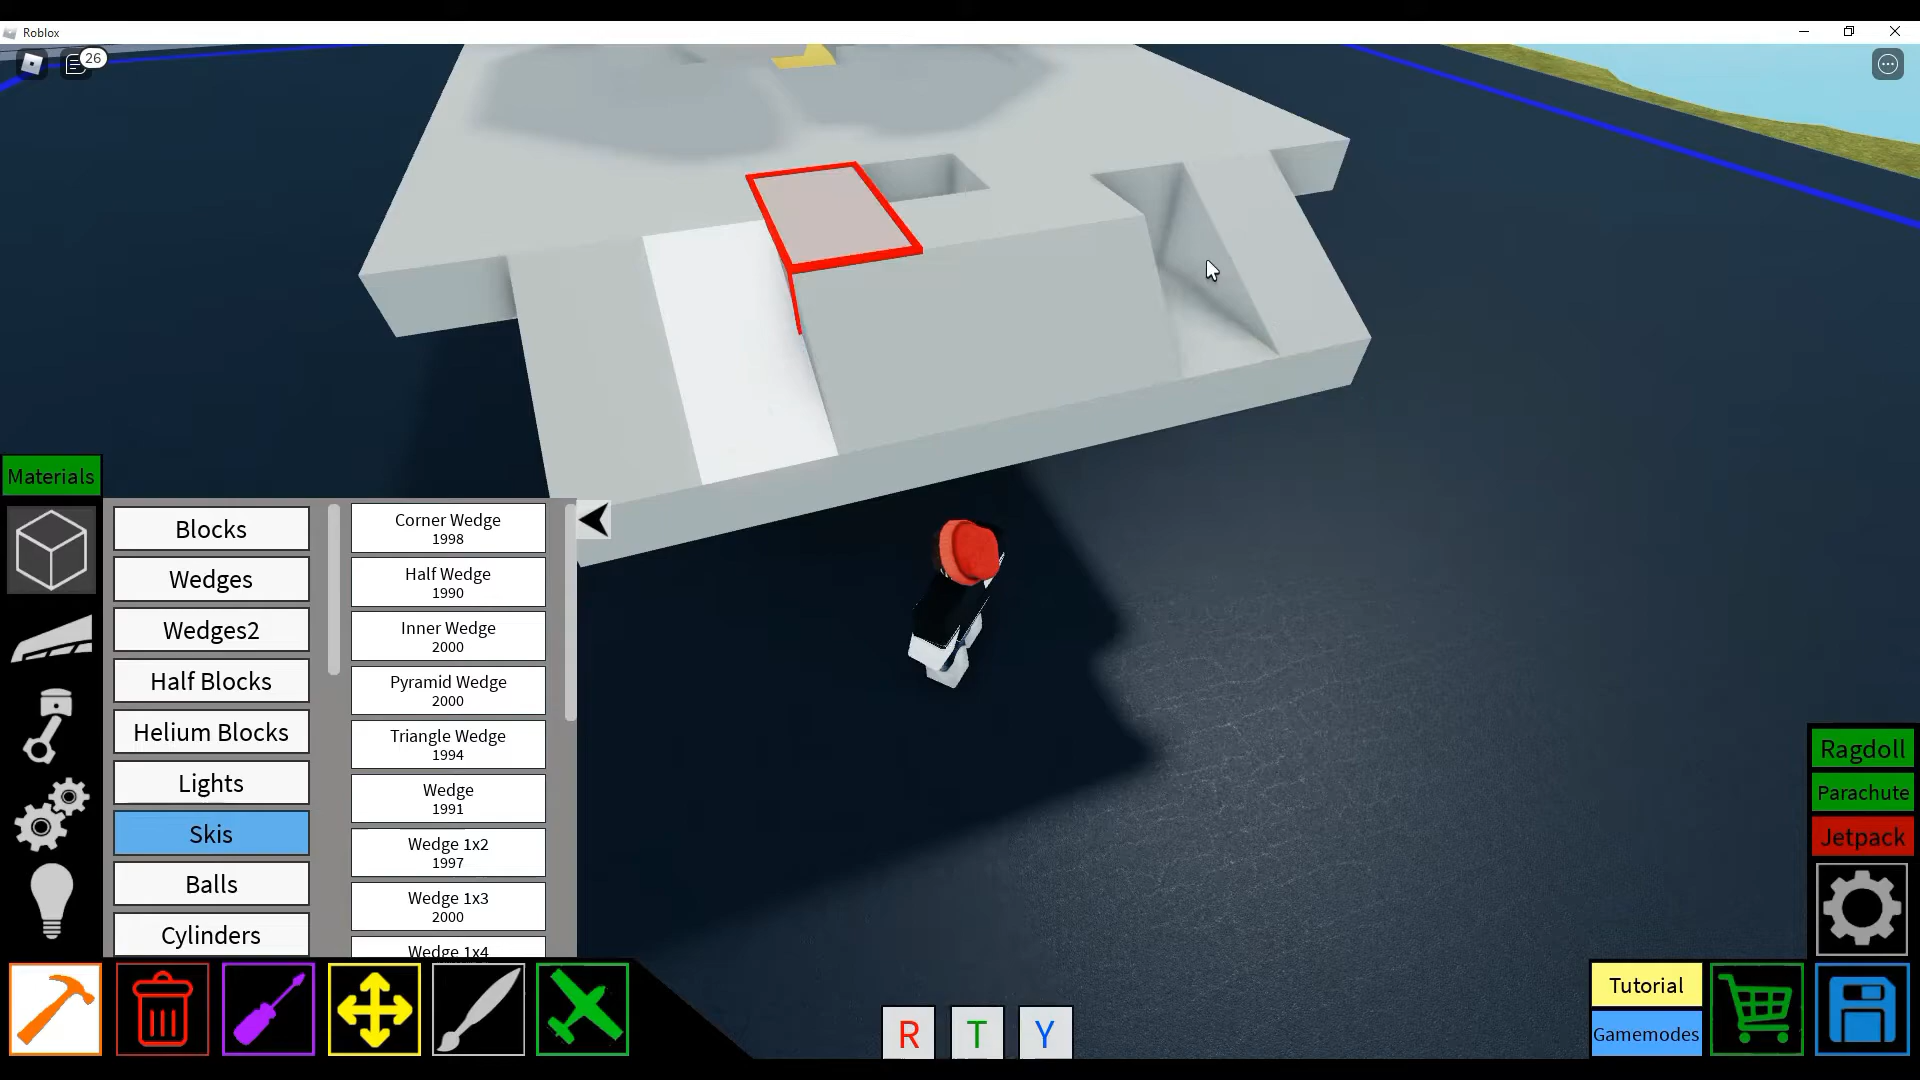 Roblox
26
Materials
Blocks
Wedges
Wedges2
Half Blocks
Helium Blocks
Lights
Skis
Balls
Cylinders
Corner Wedge
1998
Half Wedge
1990
Inner Wedge
2000
Pyramid Wedge
2000
Triangle Wedge
1994
Wedge
1991
Wedge 1x2
1997
Wedge 1x3
2000
Wedge 1x4
Ragdoll
Parachute
Jetpack
Tutorial
Gamemodes
R T Y